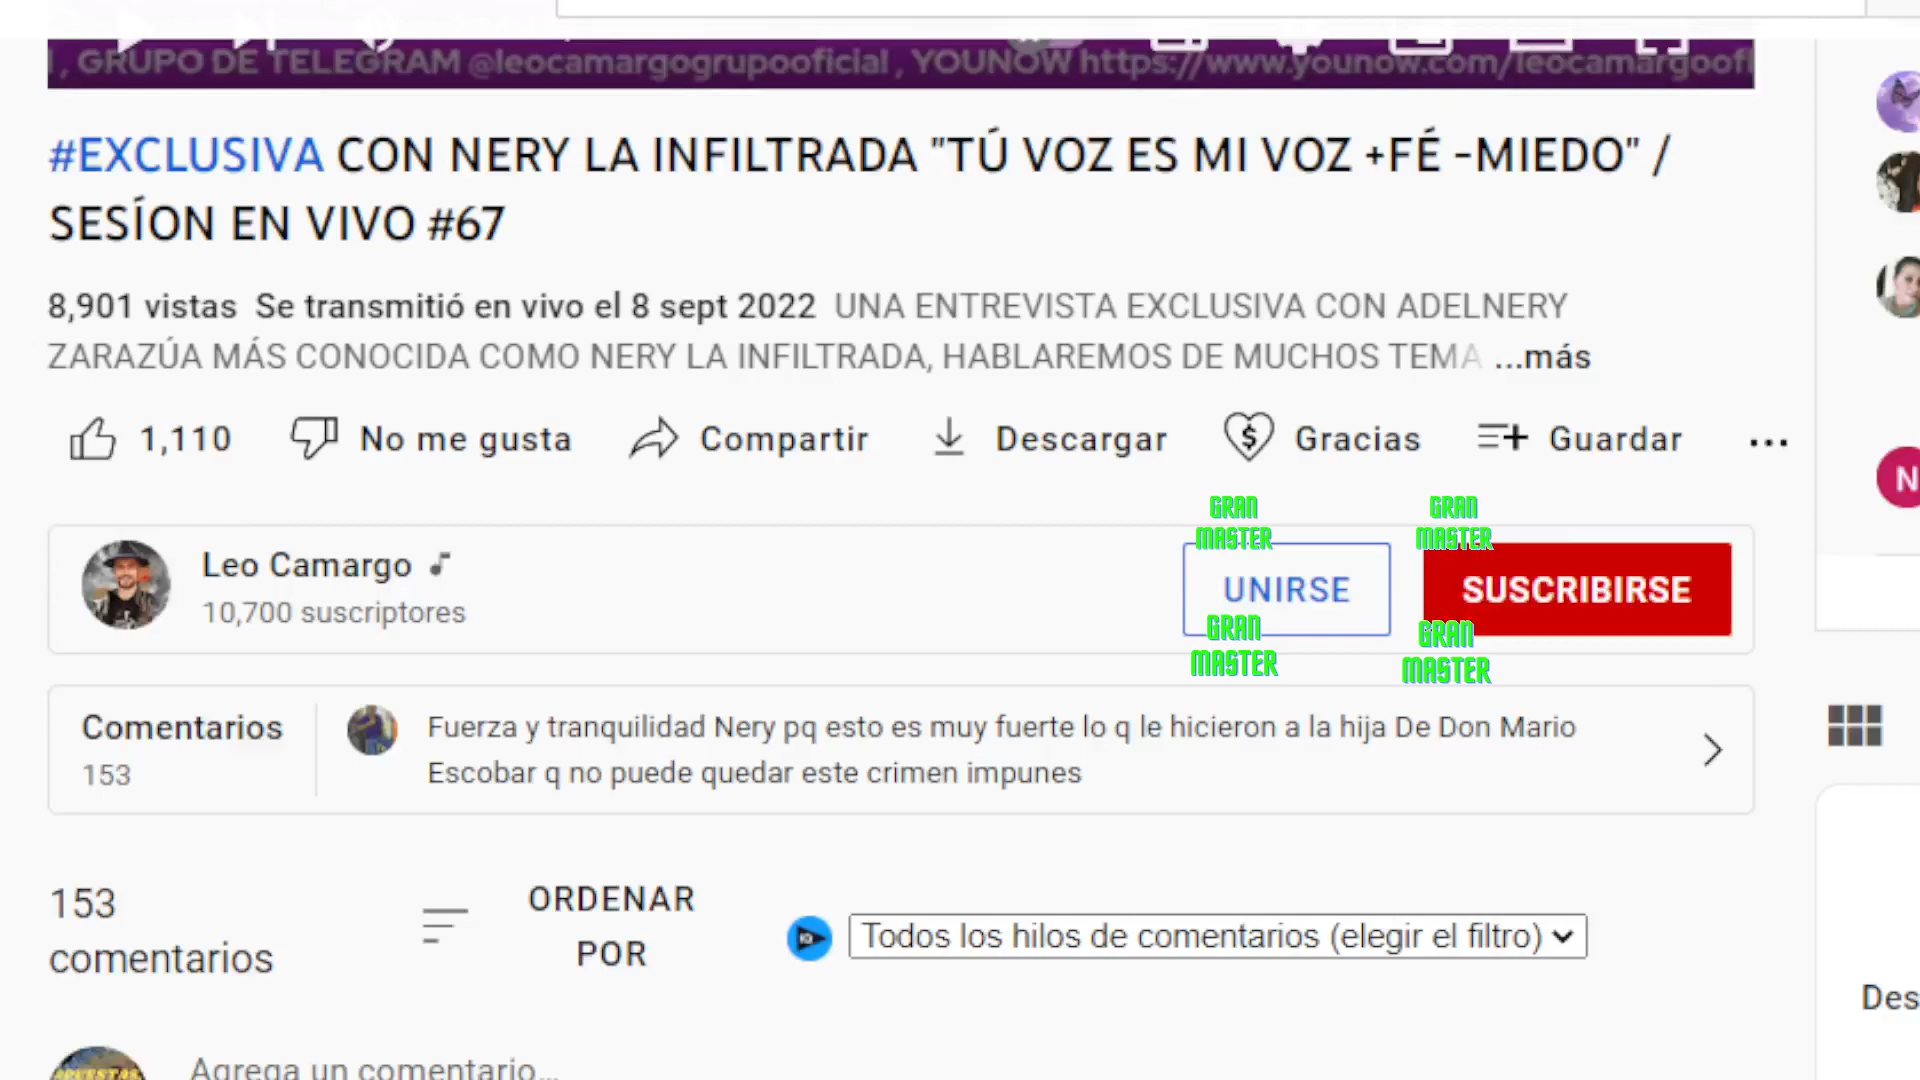 , GRUPO DE TELEGRAM @leocamargogrupooficial , YOUNOW https://www.younow.com/leocamargoof
#EXCLUSIVA CON NERY LA INFILTRADA "TÚ VOZ ES MI VOZ +FÉ -MIEDO" /
SESÍON EN VIVO #67
8,901 vistas Se transmitió en vivo el 8 sept 2022 UNA ENTREVISTA EXCLUSIVA CON ADELNERY
ZARAZÚA MÁS CONOCIDA COMO NERY LA INFILTRADA, HABLAREMOS DE MUCHOS TEMA ...más
1,110 No me gusta Compartir Descargar Gracias Guardar ...
N
GRAN
MASTER
GRAN
MASTER
Leo Camargo
10,700 suscriptores
UNIRSE
SUSCRIBIRSE
GRAN
MASTER
GRAN
MASTER
Comentarios
153
Fuerza y tranquilidad Nery pq esto es muy fuerte lo q le hicieron a la hija De Don Mario
Escobar q no puede quedar este crimen impunes
153
comentarios
ORDENAR
POR
Todos los hilos de comentarios (elegir el filtro)
Des
Agrega un comentario...